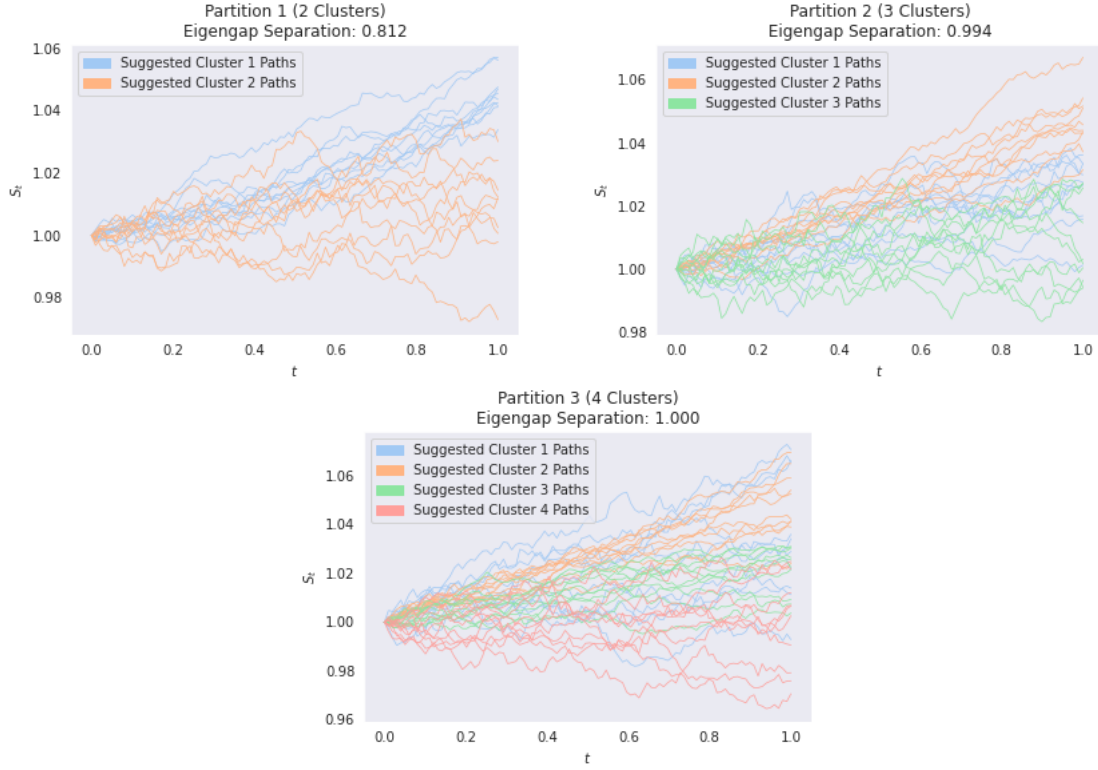 Partition 1 (2 Clusters)
Eigengap Separation: 0.812
Suggested Cluster 1 Paths
Suggested Cluster 2 Paths
1.06
1.04
1.02
1.00
0.98
S_t
0.0 0.2 0.4 0.6 0.8 1.0
t
Partition 2 (3 Clusters)
Eigengap Separation: 0.994
Suggested Cluster 1 Paths
Suggested Cluster 2 Paths
Suggested Cluster 3 Paths
1.06
1.04
1.02
1.00
0.98
S_t
0.0 0.2 0.4 0.6 0.8 1.0
t
Partition 3 (4 Clusters)
Eigengap Separation: 1.000
Suggested Cluster 1 Paths
Suggested Cluster 2 Paths
Suggested Cluster 3 Paths
Suggested Cluster 4 Paths
1.06
1.04
1.02
1.00
0.98
0.96
S_t
0.0 0.2 0.4 0.6 0.8 1.0
t